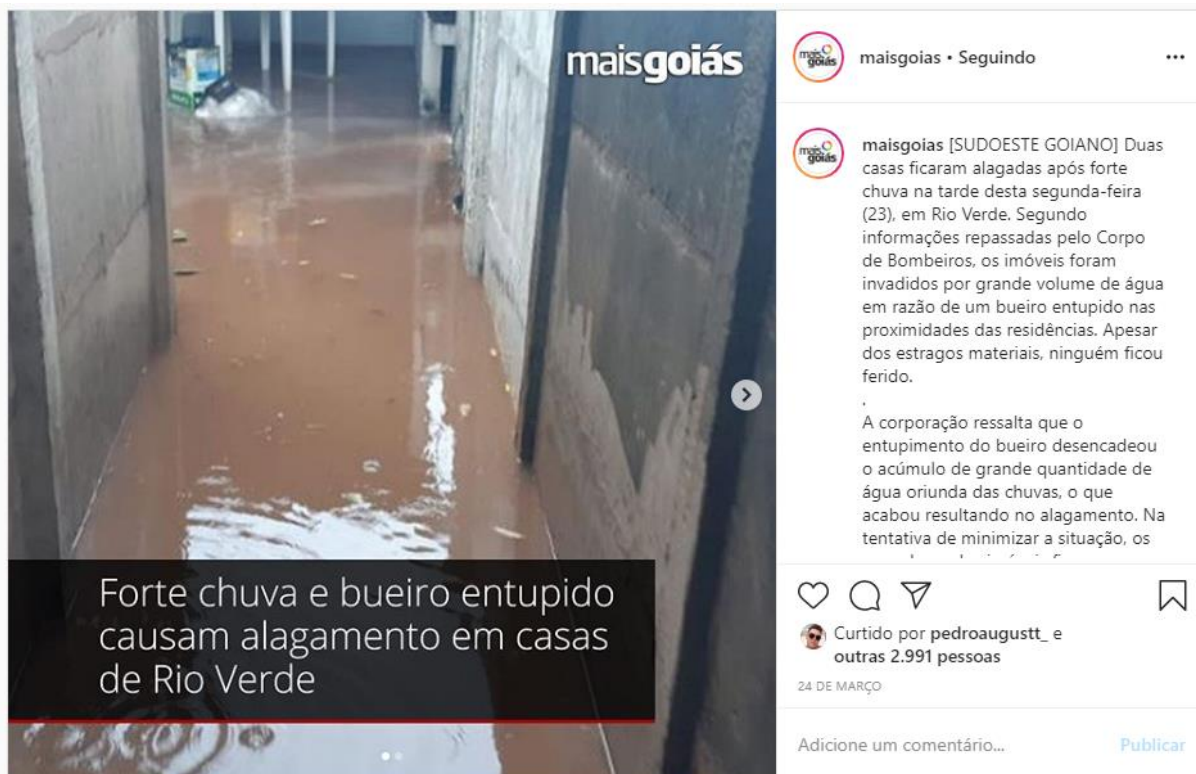 maisgoiás
Forte chuva e bueiro entupido
causam alagamento em casas
de Rio Verde
mais
goiás
maisgoias • Seguindo
mais
goiás
maisgoias [SUDOESTE GOIANO] Duas
casas ficaram alagadas após forte
chuva na tarde desta segunda-feira
(23), em Rio Verde. Segundo
informações repassadas pelo Corpo
de Bombeiros, os imóveis foram
invadidos por grande volume de água
em razão de um bueiro entupido nas
proximidades das residências. Apesar
dos estragos materiais, ninguém ficou
ferido.
.
A corporação ressalta que o
entupimento do bueiro desencadeou
o acúmulo de grande quantidade de
água oriunda das chuvas, o que
acabou resultando no alagamento. Na
tentativa de minimizar a situação, os
Curtido por pedroaugustt_ e
outras 2.991 pessoas
24 DE MARÇO
Adicione um comentário... Publicar